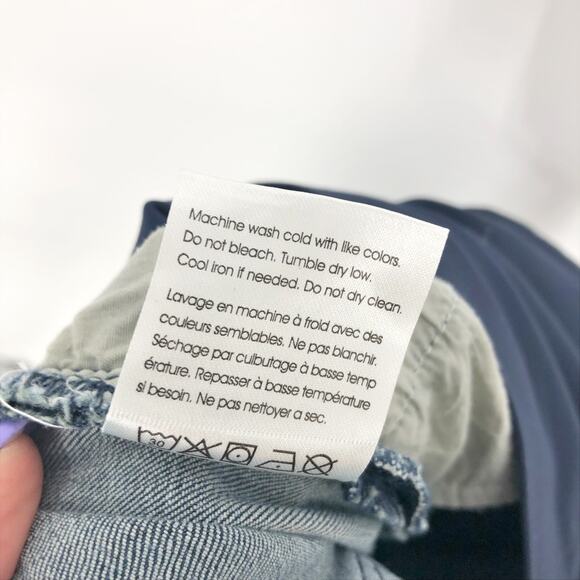 Machine wash cold with like colors.
Do not bleach. Tumble dry low.
Cool iron if needed. Do not dry clean.
Lavage en machine à froid avec des
couleurs semblables. Ne pas blanchir.
Séchage par culbutage à basse temp
érature. Repasser à basse température
si besoin. Ne pas nettoyer a sec.
30